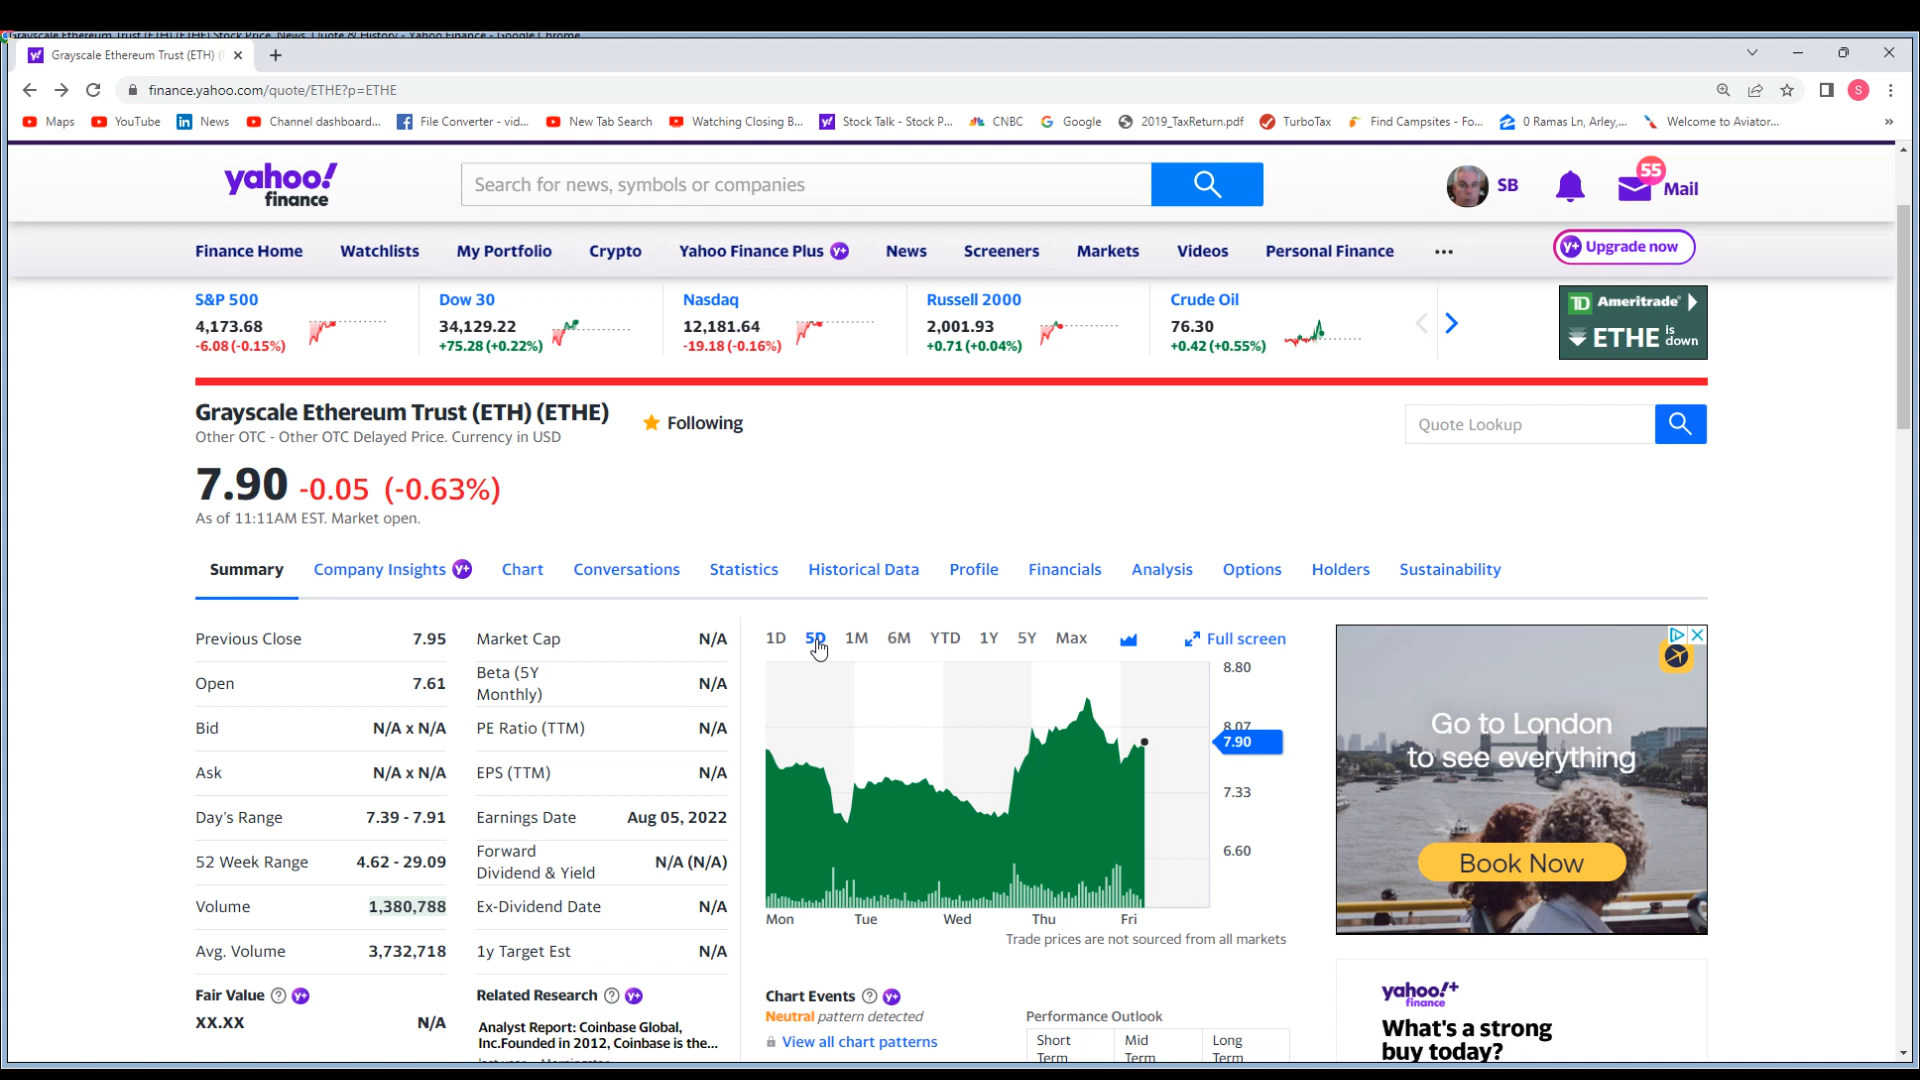 Grayscale Ethereum Trust (ETH) (ETHE) Stock Price, News, Quote & History - Yahoo Finance - Google Chrome
Grayscale Ethereum Trust (ETH) (
finance.yahoo.com/quote/ETHE?p=ETHE
S
Maps YouTube News Channel dashboard... File Converter - vid... New Tab Search Watching Closing B... Stock Talk - Stock P... CNBC Google 2019_TaxReturn.pdf TurboTax Find Campsites - Fo... 0 Ramas Ln, Arley,... Welcome to Aviator... »
yahoo!
finance
Search for news, symbols or companies
SB
55
Mail
Finance Home Watchlists My Portfolio Crypto Yahoo Finance Plus y+ News Screeners Markets Videos Personal Finance ... y+ Upgrade now
S&P 500 Dow 30 Nasdaq Russell 2000 Crude Oil
4,173.68 34,129.22 12,181.64 2,001.93 76.30
-6.08 (-0.15%) +75.28 (+0.22%) -19.18 (-0.16%) +0.71 (+0.04%) +0.42 (+0.55%)
TD Ameritrade
ETHE is down
Grayscale Ethereum Trust (ETH) (ETHE)
Other OTC - Other OTC Delayed Price. Currency in USD
Following
Quote Lookup
7.90 -0.05 (-0.63%)
As of 11:11AM EST. Market open.
Summary Company Insights y+ Chart Conversations Statistics Historical Data Profile Financials Analysis Options Holders Sustainability
Previous Close 7.95
Open 7.61
Bid N/A x N/A
Ask N/A x N/A
Day's Range 7.39 - 7.91
52 Week Range 4.62 - 29.09
Volume 1,380,788
Avg. Volume 3,732,718
Fair Value ? y+
XX.XX N/A
Market Cap N/A
Beta (5Y
Monthly) N/A
PE Ratio (TTM) N/A
EPS (TTM) N/A
Earnings Date Aug 05, 2022
Forward
Dividend & Yield N/A (N/A)
Ex-Dividend Date N/A
1y Target Est N/A
Related Research ? y+
Analyst Report: Coinbase Global,
Inc.Founded in 2012, Coinbase is the...
1D 5D 1M 6M YTD 1Y 5Y Max Full screen
8.80
8.07
7.90
7.33
6.60
Mon Tue Wed Thu Fri
Trade prices are not sourced from all markets
Chart Events ? y+
Neutral pattern detected
View all chart patterns
Performance Outlook
Short
Term
Mid
Term
Long
Term
Go to London
to see everything
Book Now
yahoo!+
finance
What's a strong
buy today?